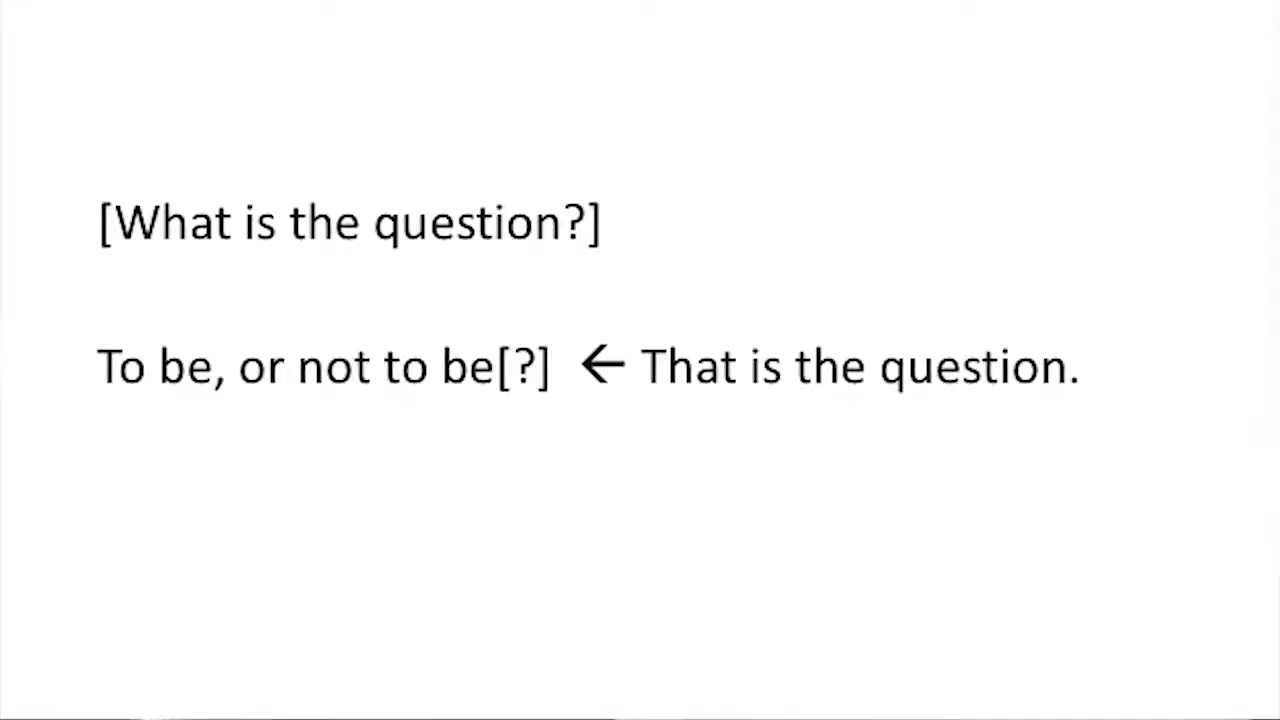 [What is the question?]
To be, or not to be[?] ← That is the question.